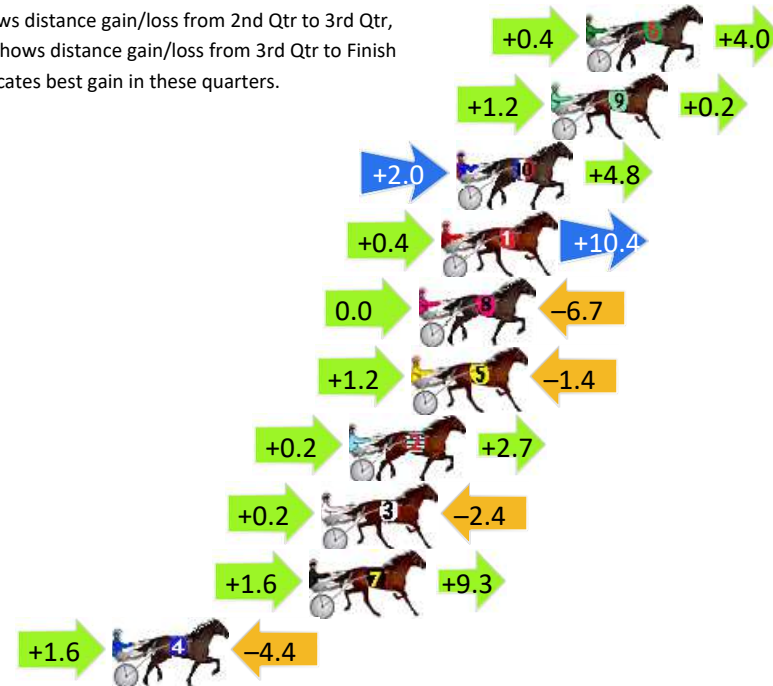 ws distance gain/loss from 2nd Qtr to 3rd Qtr,
hows distance gain/loss from 3rd Qtr to Finish
cates best gain in these quarters.
+0.4 +4.0
+1.2 9 +0.2
+2.0 10 +4.8
+0.4 1 +10.4
0.0 8 –6.7
+1.2 5 –1.4
+0.2 2 +2.7
+0.2 3 –2.4
+1.6 7 +9.3
+1.6 4 –4.4